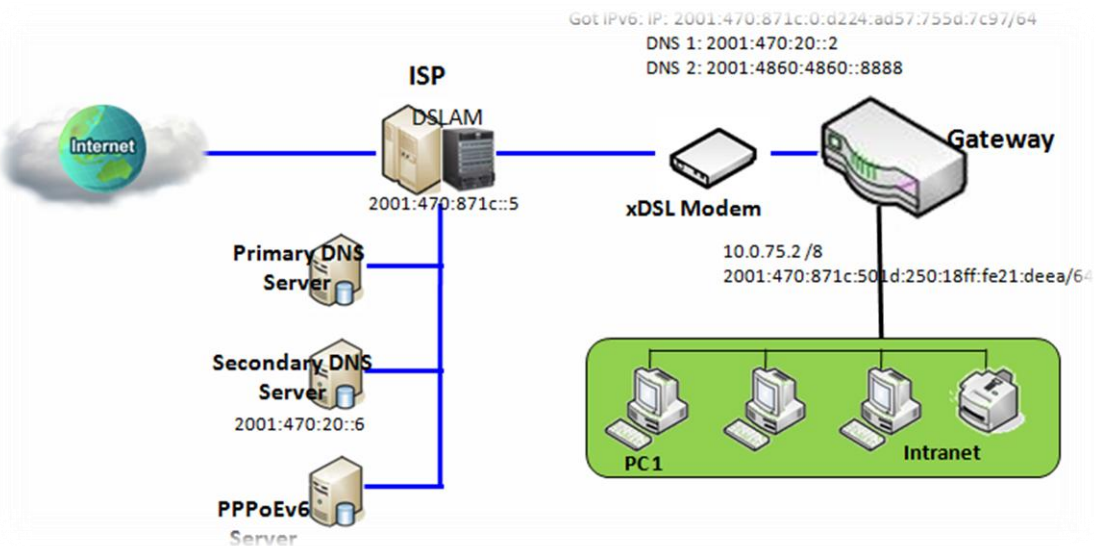 Got IPv6: IP: 2001:470:871c:0:d224:ad57:755d:7c97/64
DNS 1: 2001:470:20::2
DNS 2: 2001:4860:4860::8888
ISP
DSLAM
Internet
Gateway
2001:470:871c::5
xDSL Modem
Primary DNS
Server
10.0.75.2 /8
2001:470:871c:501d:250:18ff:fe21:deea/64
Secondary DNS
Server
2001:470:20::6
PC1
Intranet
PPPoEv6
Server